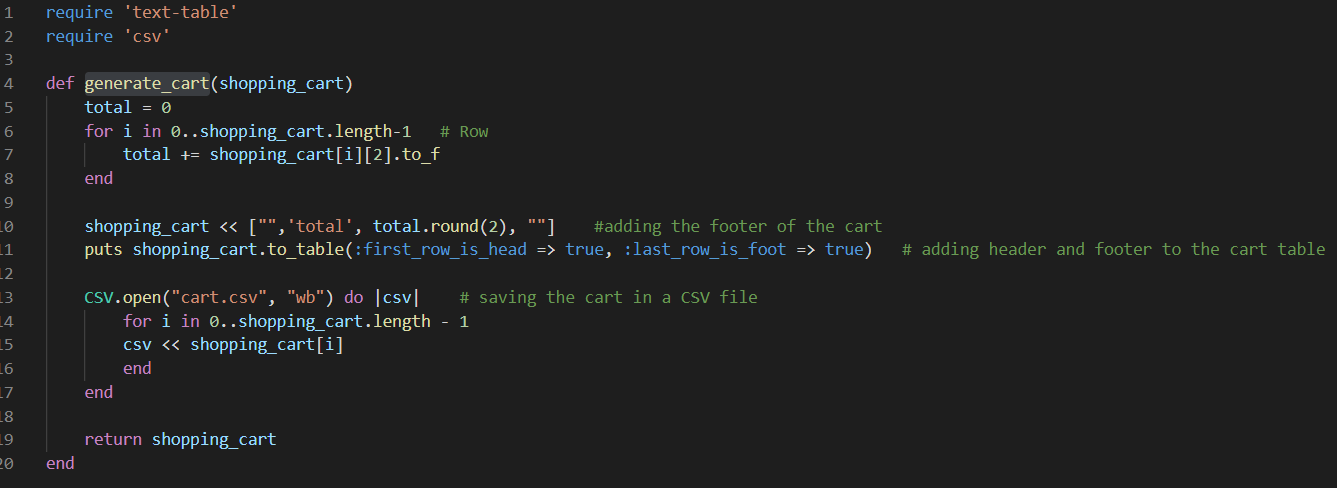 1 require 'text-table'
2 require 'csv'
3
4 def generate_cart(shopping_cart)
5     total = 0
6     for i in 0..shopping_cart.length-1   # Row
7         total += shopping_cart[i][2].to_f
8     end
9
10     shopping_cart << ["",'total', total.round(2), ""]    #adding the footer of the cart
11     puts shopping_cart.to_table(:first_row_is_head => true, :last_row_is_foot => true)   # adding header and footer to the cart table
12
13     CSV.open("cart.csv", "wb") do |csv|    # saving the cart in a CSV file
14         for i in 0..shopping_cart.length - 1
15         csv << shopping_cart[i]
16         end
17     end
18
19     return shopping_cart
20 end